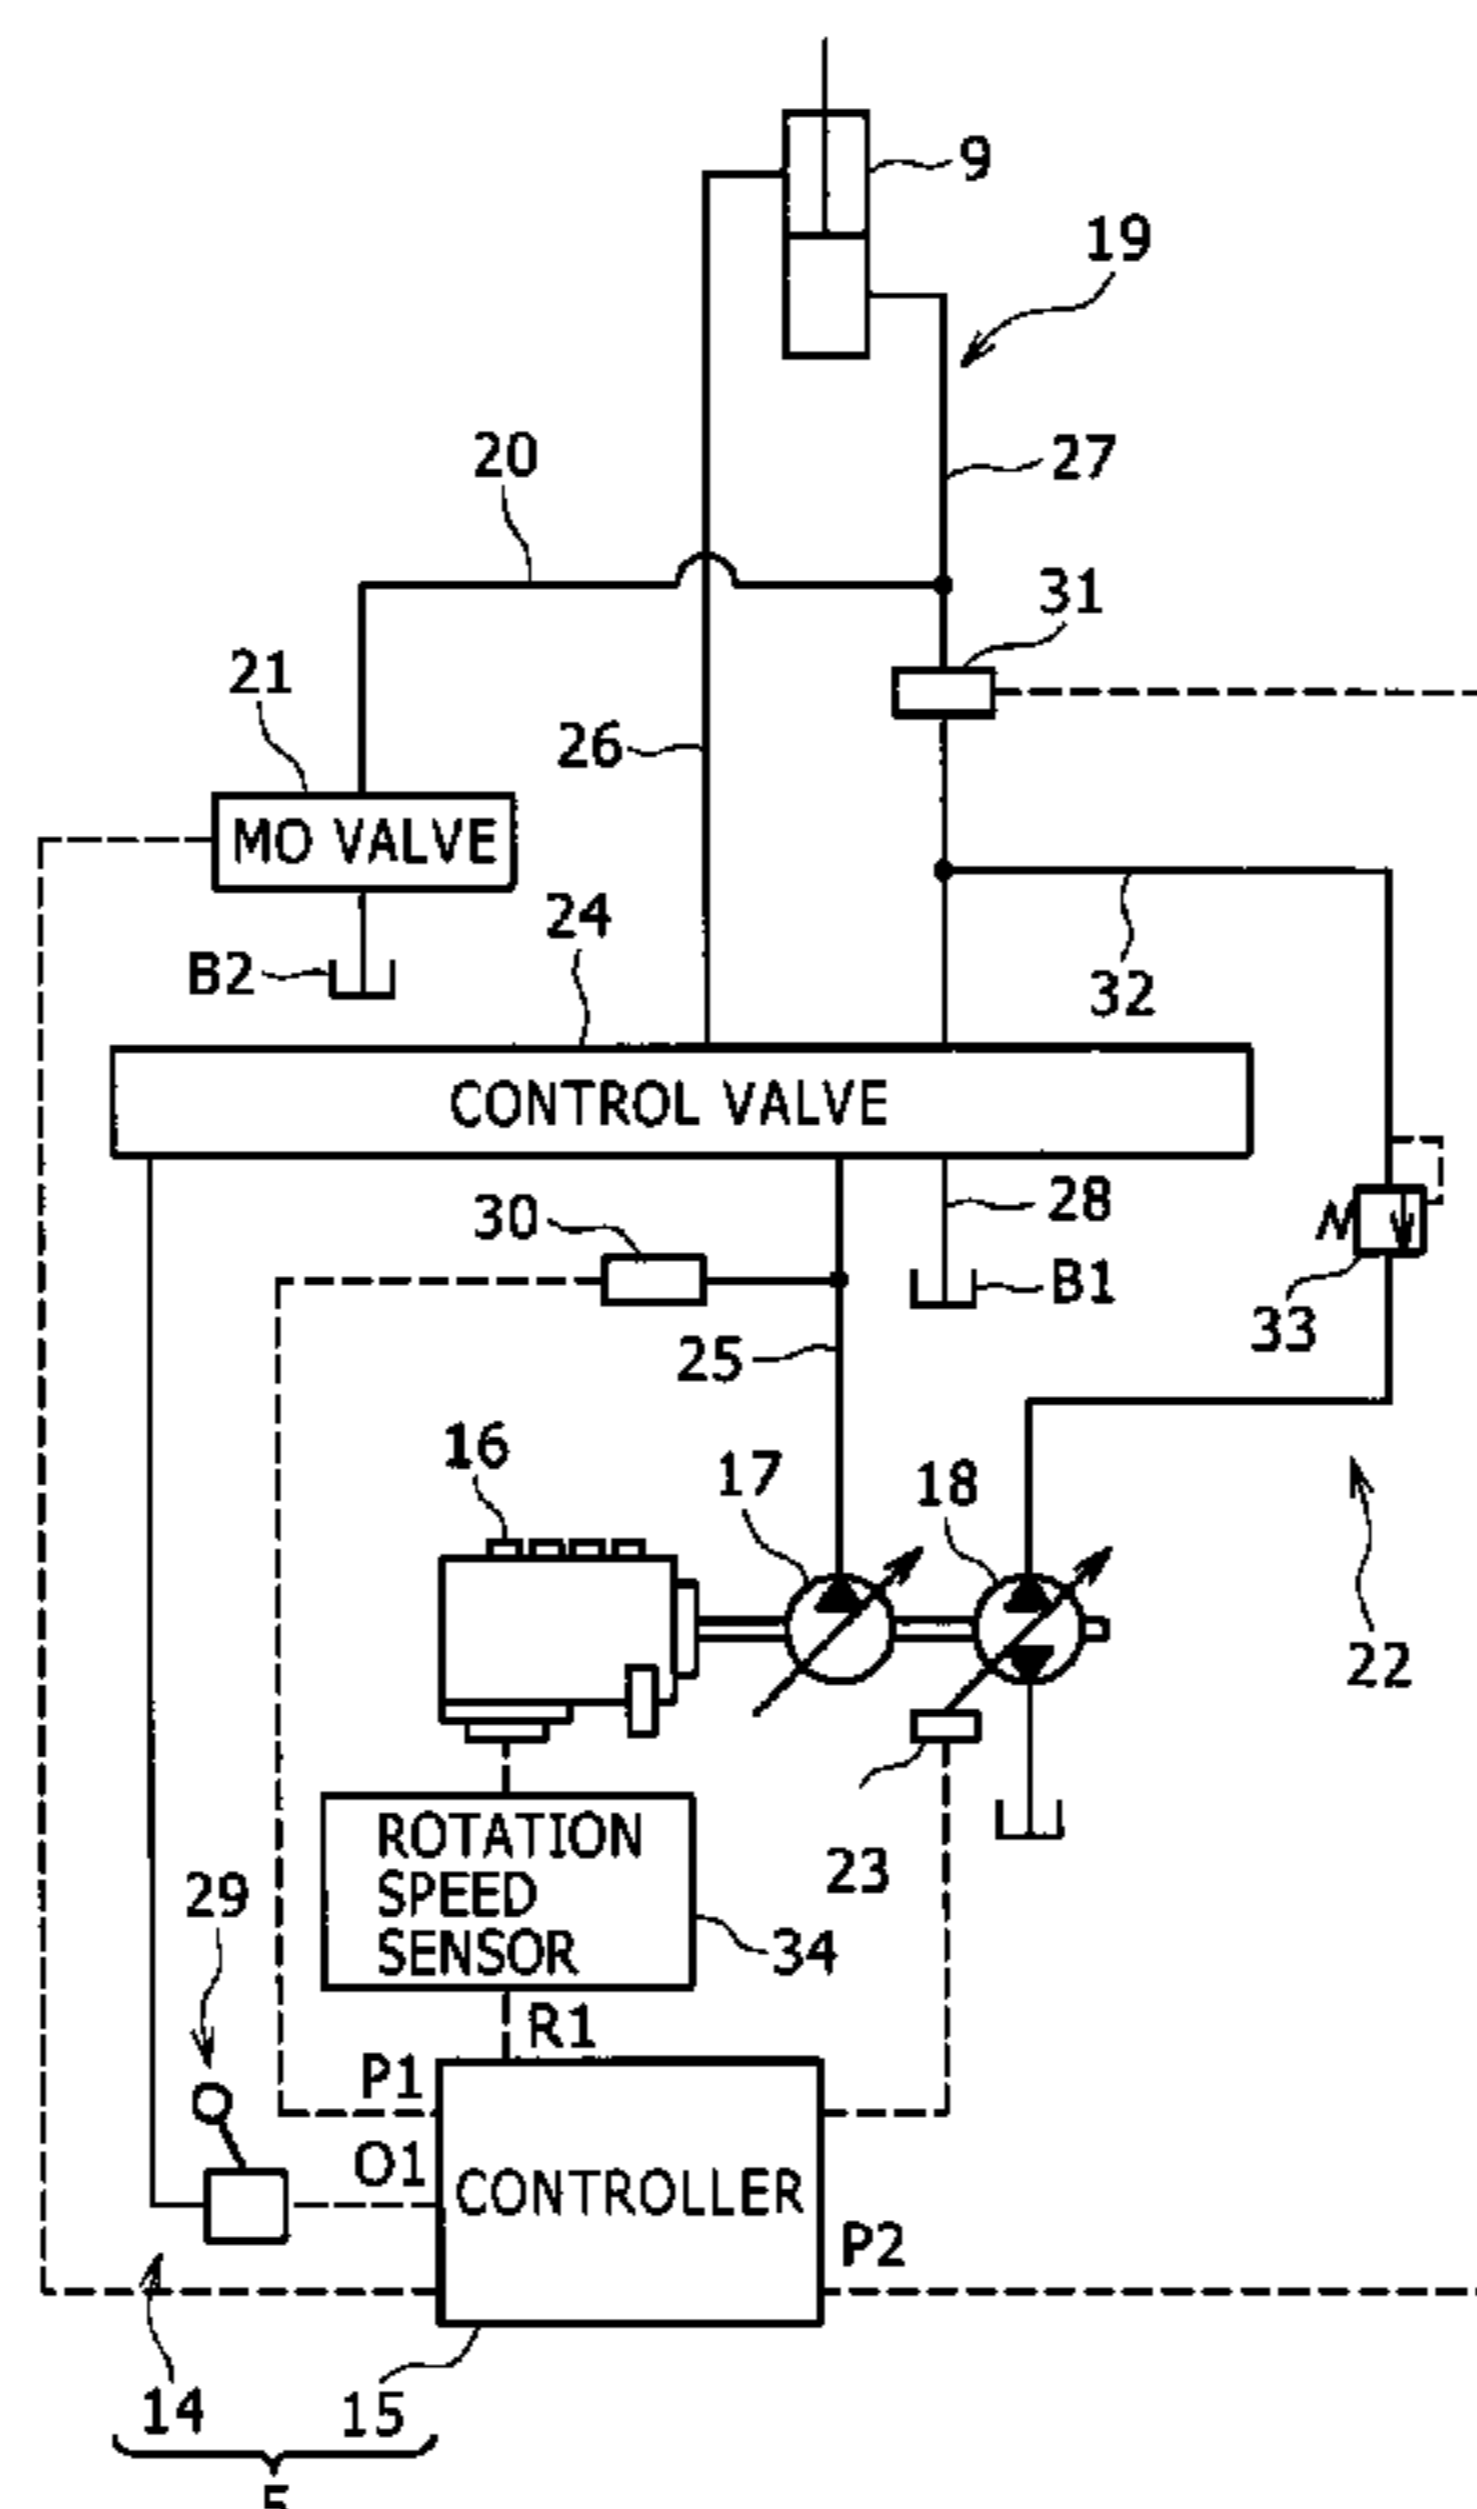 9
19
20
27
31
21
26
MO VALVE
24
B2
32
CONTROL VALVE
30
28
B1
33
25
16
17
18
22
ROTATION
SPEED
SENSOR
23
29
34
R1
P1
O1
CONTROLLER
P2
14
15
5